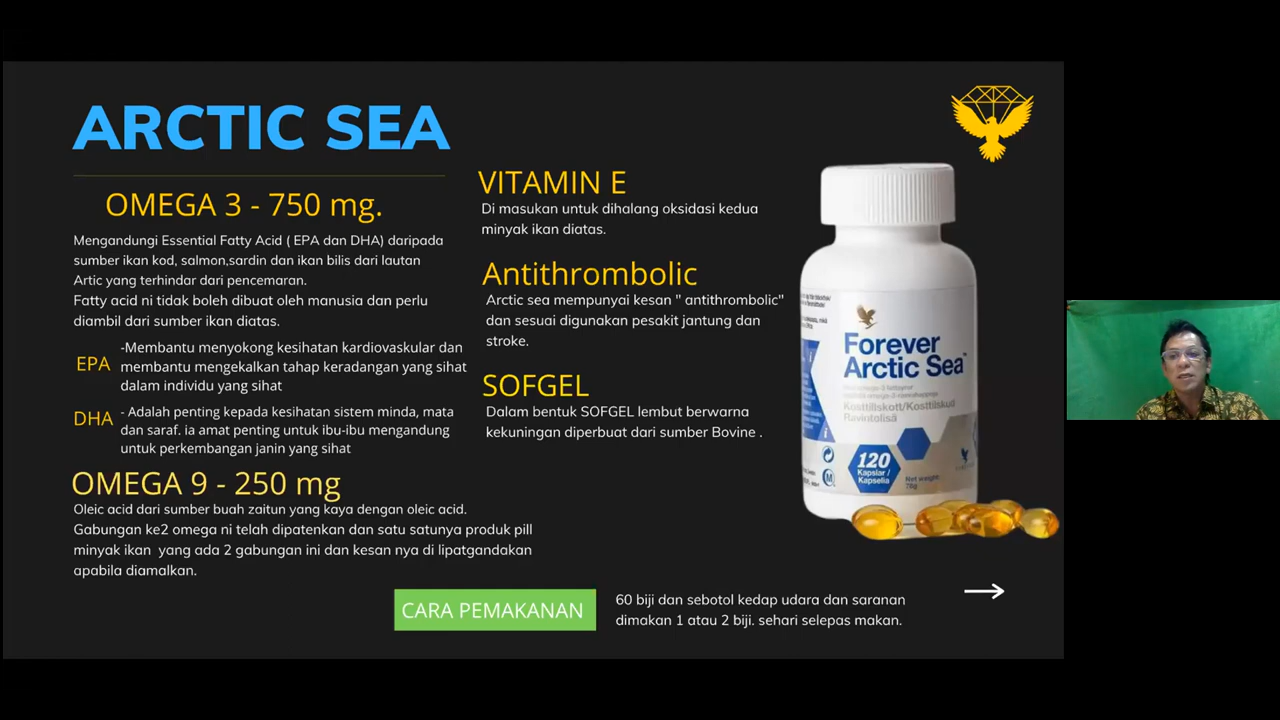 ARCTIC SEA
OMEGA 3 - 750 mg.
Mengandungi Essential Fatty Acid ( EPA dan DHA) daripada
sumber ikan kod, salmon,sardin dan ikan bilis dari lautan
Artic yang terhindar dari pencemaran.
Fatty acid ni tidak boleh dibuat oleh manusia dan perlu
diambil dari sumber ikan diatas.
EPA
-Membantu menyokong kesihatan kardiovaskular dan
membantu mengekalkan tahap keradangan yang sihat
dalam individu yang sihat
DHA
- Adalah penting kepada kesihatan sistem minda, mata
dan saraf. ia amat penting untuk ibu-ibu mengandung
untuk perkembangan janin yang sihat
OMEGA 9 - 250 mg
Oleic acid dari sumber buah zaitun yang kaya dengan oleic acid.
Gabungan ke2 omega ni telah dipatenkan dan satu satunya produk pill
minyak ikan yang ada 2 gabungan ini dan kesan nya di lipatgandakan
apabila diamalkan.
VITAMIN E
Di masukan untuk dihalang oksidasi kedua
minyak ikan diatas.
Antithrombolic
Arctic sea mempunyai kesan " antithrombolic"
dan sesuai digunakan pesakit jantung dan
stroke.
SOFGEL
Dalam bentuk SOFGEL lembut berwarna
kekuningan diperbuat dari sumber Bovine .
Forever
Arctic Sea™
Kosttillskott/Kosttilskud
Ravintolisä
120
Kapslar /
Kapselia
Net weight:
78g
CARA PEMAKANAN
60 biji dan sebotol kedap udara dan saranan
dimakan 1 atau 2 biji. sehari selepas makan.